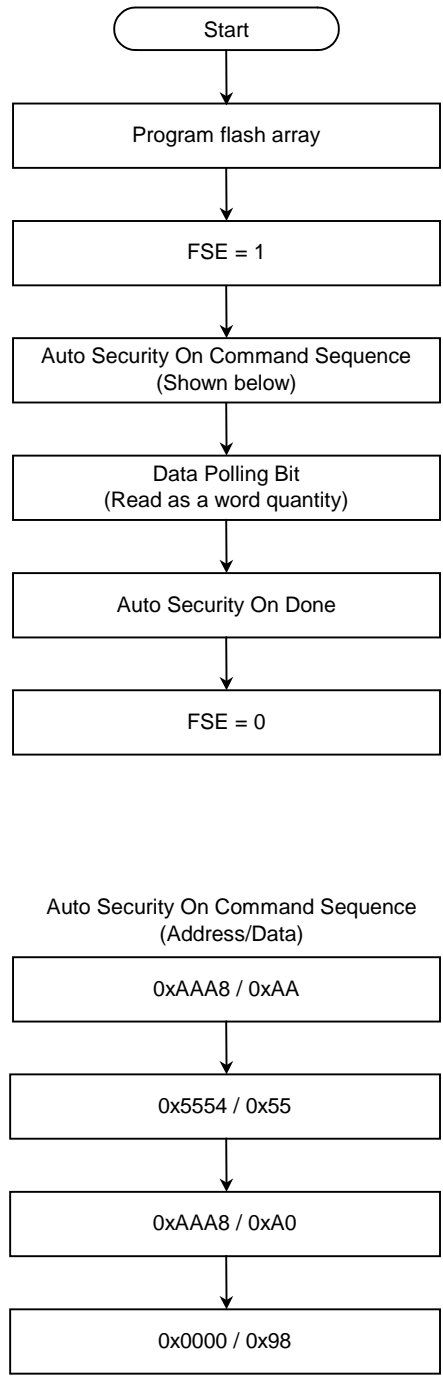 Start
Program flash array
FSE = 1
Auto Security On Command Sequence
(Shown below)
Data Polling Bit
(Read as a word quantity)
Auto Security On Done
FSE = 0
Auto Security On Command Sequence
(Address/Data)
0xAAA8 / 0xAA
0x5554 / 0x55
0xAAA8 / 0xA0
0x0000 / 0x98